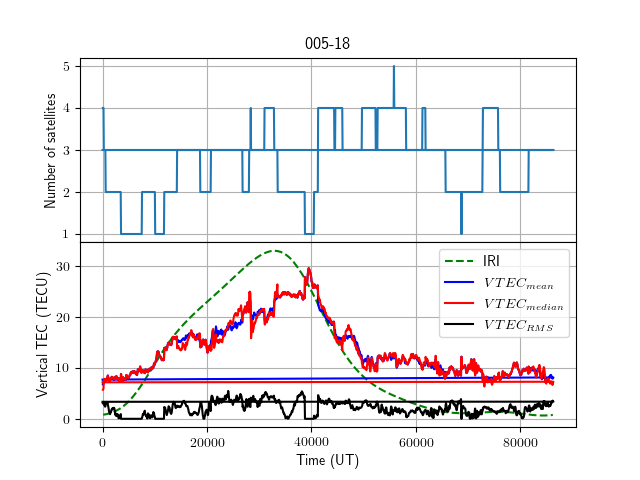 005-18
Number of satellites
5
4
3
2
1
Vertical TEC (TECU)
30
20
10
0
IRI
VTEC_mean
VTEC_median
VTEC_RMS
0 20000 40000 60000 80000
Time (UT)